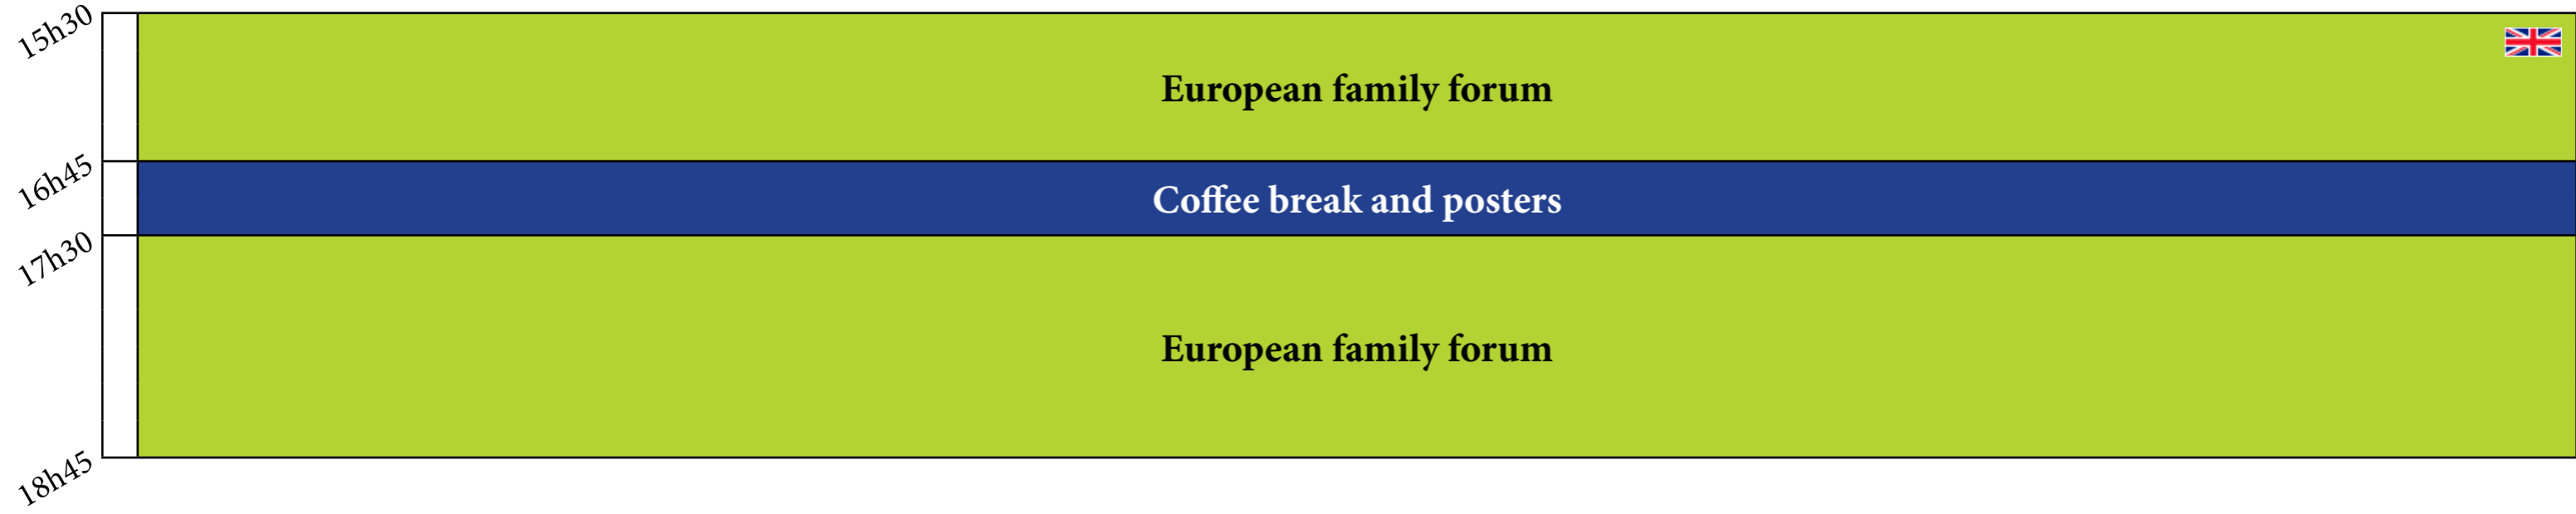 15h30
European family forum
16h45
Coffee break and posters
17h30
European family forum
18h45